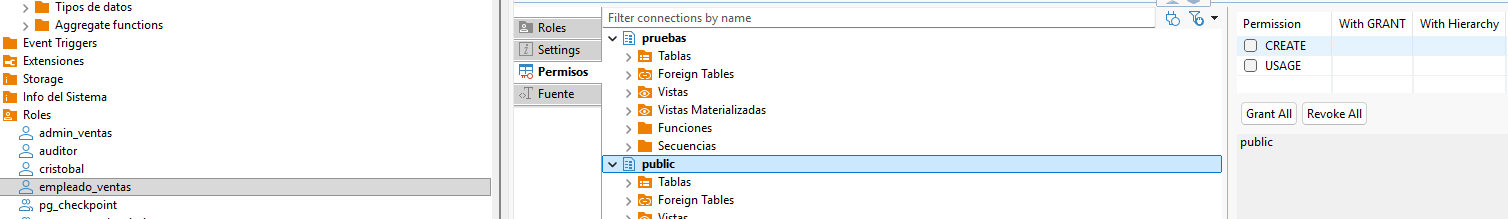 Tipos de datos
Aggregate functions
Event Triggers
Extensiones
Storage
Info del Sistema
Roles
admin_ventas
auditor
cristobal
empleado_ventas
pg_checkpoint
Roles
Settings
Permisos
Fuente
Filter connections by name
pruebas
Tablas
Foreign Tables
Vistas
Vistas Materializadas
Funciones
Secuencias
public
Tablas
Foreign Tables
Vistas
Permission With GRANT With Hierarchy
CREATE
USAGE
Grant All Revoke All
public